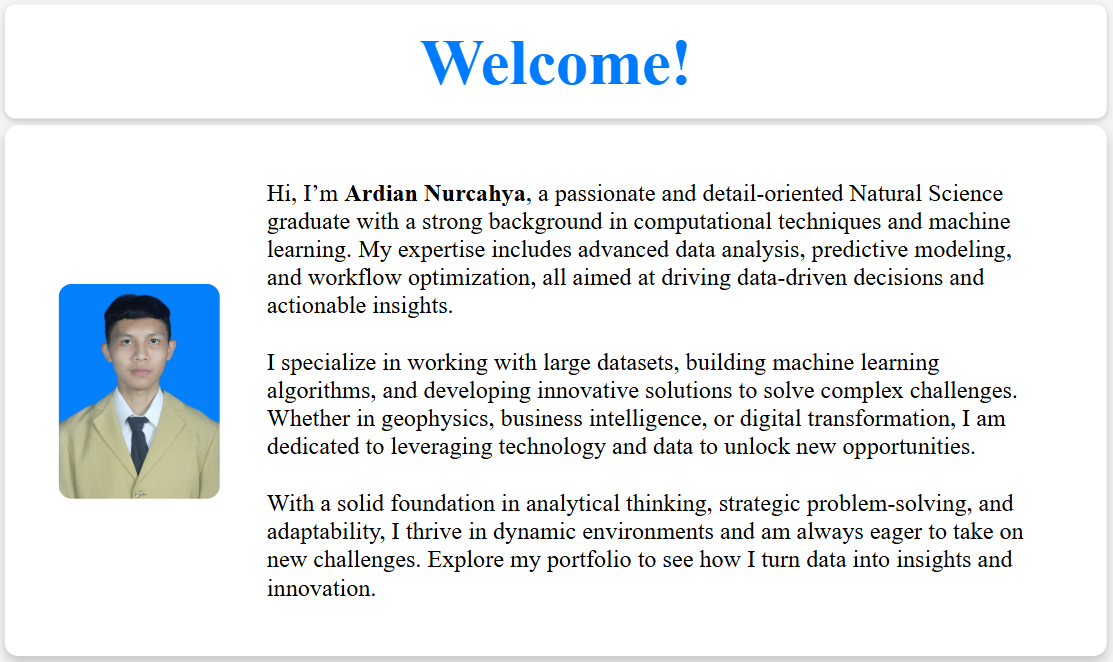 Welcome!
Hi, I’m Ardian Nurcahya, a passionate and detail-oriented Natural Science
graduate with a strong background in computational techniques and machine
learning. My expertise includes advanced data analysis, predictive modeling,
and workflow optimization, all aimed at driving data-driven decisions and
actionable insights.
I specialize in working with large datasets, building machine learning
algorithms, and developing innovative solutions to solve complex challenges.
Whether in geophysics, business intelligence, or digital transformation, I am
dedicated to leveraging technology and data to unlock new opportunities.
With a solid foundation in analytical thinking, strategic problem-solving, and
adaptability, I thrive in dynamic environments and am always eager to take on
new challenges. Explore my portfolio to see how I turn data into insights and
innovation.